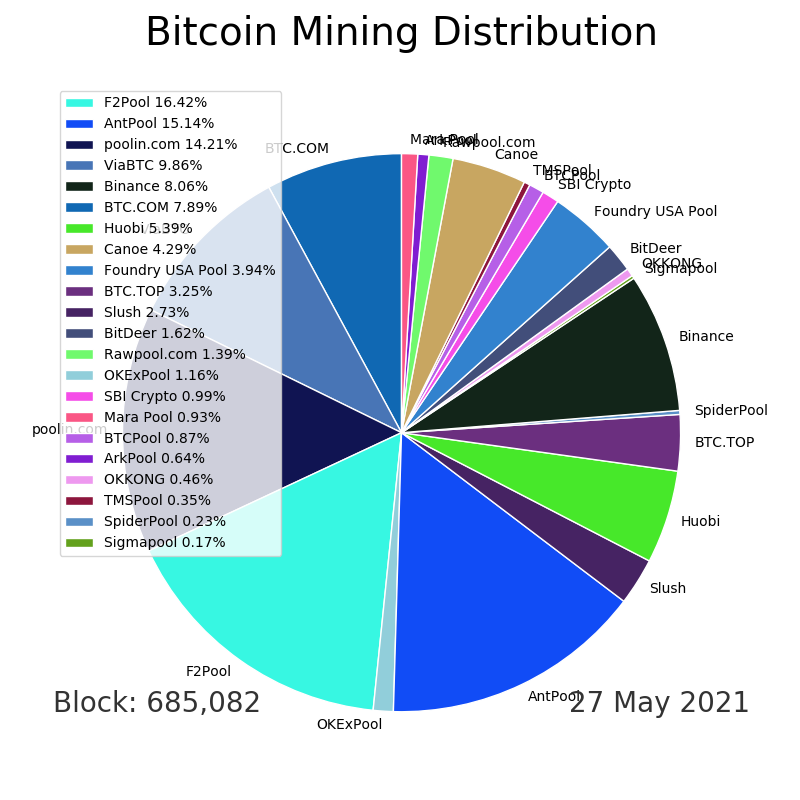 Bitcoin Mining Distribution
F2Pool 16.42%
AntPool 15.14%
poolin.com 14.21%
ViaBTC 9.86%
Binance 8.06%
BTC.COM 7.89%
Huobi 5.39%
Canoe 4.29%
Foundry USA Pool 3.94%
BTC.TOP 3.25%
Slush 2.73%
BitDeer 1.62%
Rawpool.com 1.39%
OKExPool 1.16%
SBI Crypto 0.99%
Mara Pool 0.93%
BTCPool 0.87%
ArkPool 0.64%
OKKONG 0.46%
TMSPool 0.35%
SpiderPool 0.23%
Sigmapool 0.17%
BTC.COM
Mara Pool
ArkPool
Rawpool.com
Canoe
TMSPool
BTCPool
SBI Crypto
Foundry USA Pool
BitDeer
OKKONG
Sigmapool
Binance
SpiderPool
BTC.TOP
Huobi
Slush
AntPool
OKExPool
F2Pool
poolin.com
Block: 685,082
27 May 2021